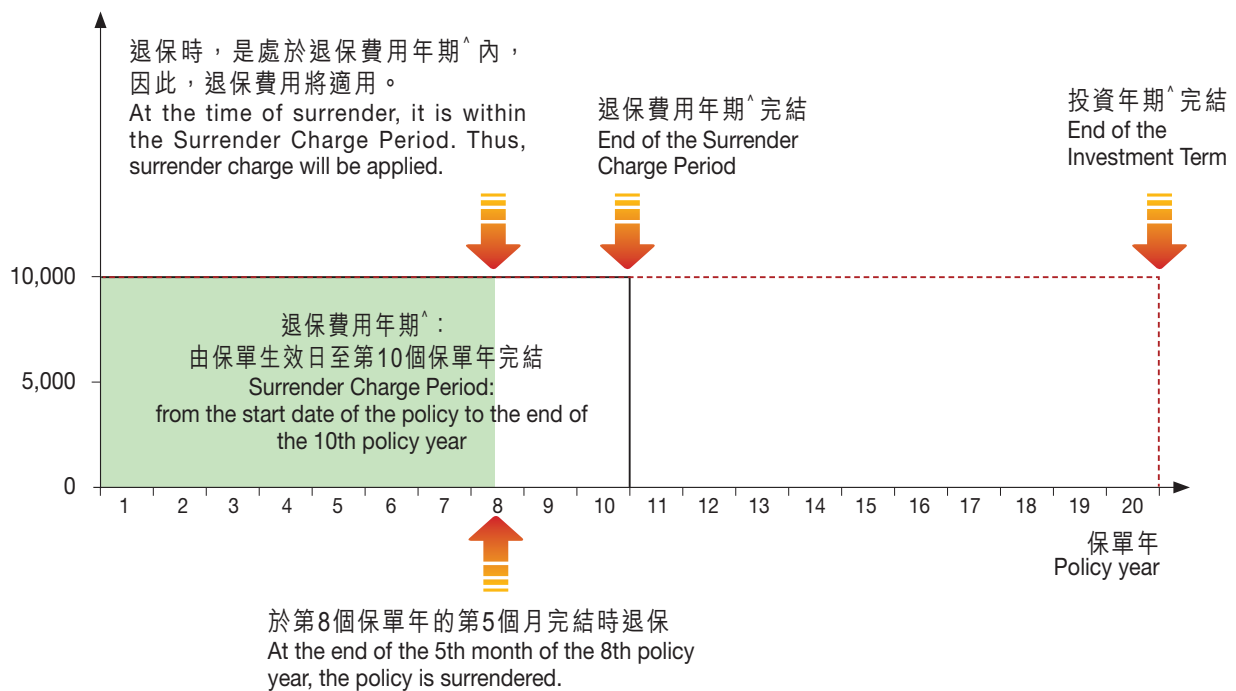 退保時，是處於退保費用年期^內，
因此，退保費用將適用。
At the time of surrender, it is within
the Surrender Charge Period. Thus,
surrender charge will be applied.
退保費用年期^完結
End of the Surrender
Charge Period
投資年期^完結
End of the
Investment Term
10,000
退保費用年期^：
由保單生效日至第10個保單年完結
5,000
Surrender Charge Period:
from the start date of the policy to the end of
the 10th policy year
0
1 2 3 4 5 6 7 8 9 10 11 12 13 14 15 16 17 18 19 20
保單年
Policy year
於第8個保單年的第5個月完結時退保
At the end of the 5th month of the 8th policy
year, the policy is surrendered.